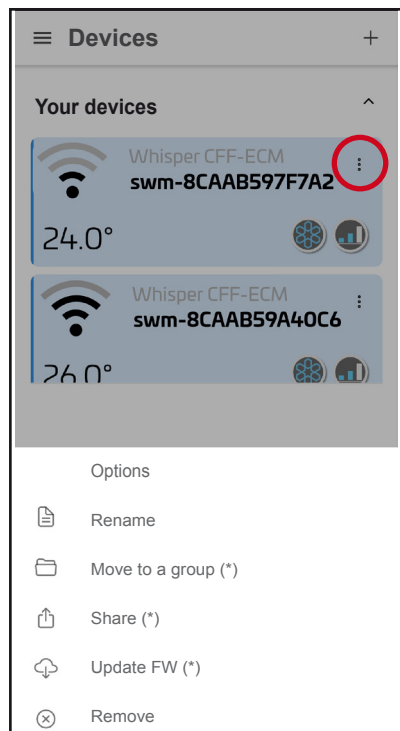 Devices
Your devices
Whisper CFF-ECM
swm-8CAAB597F7A2
24.0°
Whisper CFF-ECM
swm-8CAAB59A40C6
26.0°
Options
Rename
Move to a group (*)
Share (*)
Update FW (*)
Remove